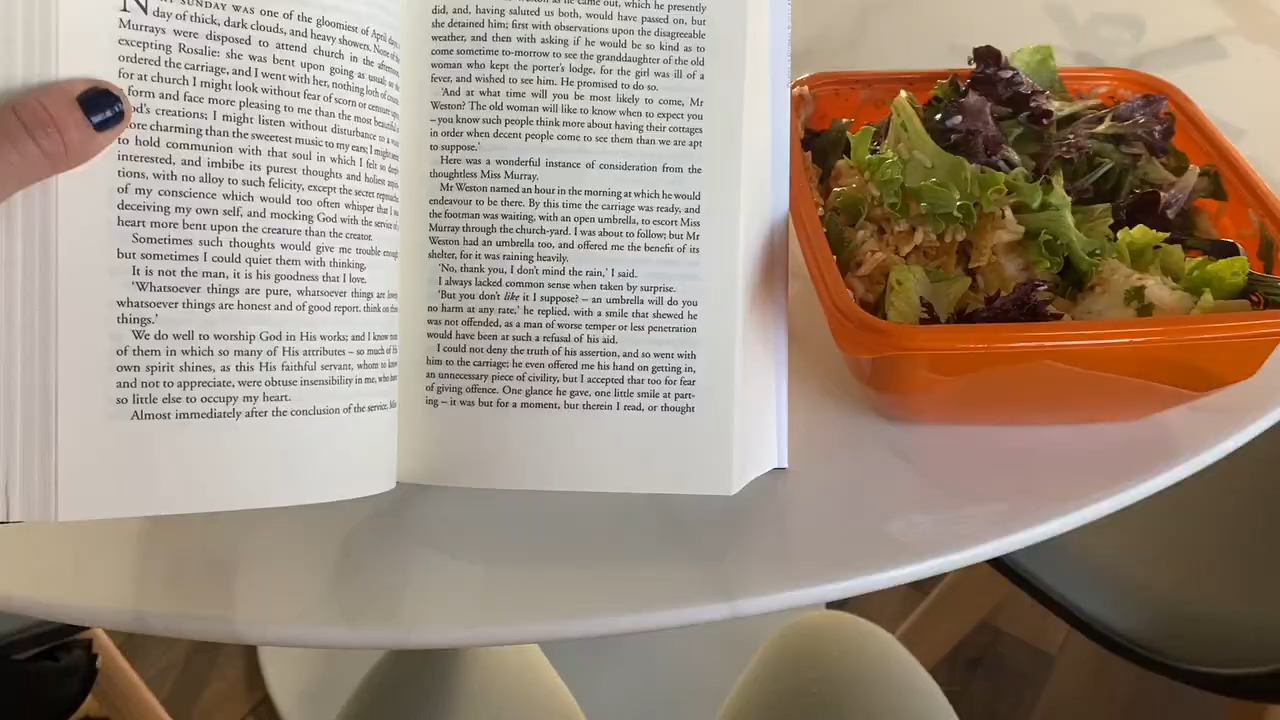 SUNDAY WAS one of the gloomiest of April days
day of thick, dark clouds, and heavy showers. None of the
Murrays were disposed to attend church in the afternoon,
excepting Rosalie: she was bent upon going as usual; so she
ordered the carriage, and I went with her, nothing loth of course,
for at church I might look without fear of scorn or censure upon
form and face more pleasing to me than the most beautiful
creations; I might listen without disturbance to a
charming than the sweetest music to my ears; I might
to hold communion with that soul in which I felt so deeply
interested, and imbibe its purest thoughts and holiest
tions, with no alloy to such felicity, except the secret
of my conscience which would too often whisper that I
deceiving my own self, and mocking God with the service of
heart more bent upon the creature than the creator.
Sometimes such thoughts would give me trouble enough
but sometimes I could quiet them with thinking,
It is not the man, it is his goodness that I love.
‘Whatsoever things are pure, whatsoever things are
whatsoever things are honest and of good report. think on
things.’
We do well to worship God in His works; and I know
of them in which so many of His attributes – so much of
own spirit shines, as this His faithful servant, whom to
and not to appreciate, were obtuse insensibility in me, who
so little else to occupy my heart.
Almost immediately after the conclusion of the service,
as he came out, which he presently
did, and, having saluted us both, would have passed on, but
she detained him; first with observations upon the disagreeable
weather, and then with asking if he would be so kind as to
come sometime to-morrow to see the granddaughter of the old
woman who kept the porter's lodge, for the girl was ill of a
fever, and wished to see him. He promised to do so.
‘And at what time will you be most likely to come, Mr
Weston? The old woman will like to know when to expect you
– you know such people think more about having their cottages
in order when decent people come to see them than we are apt
to suppose.’
Here was a wonderful instance of consideration from the
thoughtless Miss Murray.
Mr Weston named an hour in the morning at which he would
endeavour to be there. By this time the carriage was ready, and
the footman was waiting, with an open umbrella, to escort Miss
Murray through the church-yard. I was about to follow; but Mr
Weston had an umbrella too, and offered me the benefit of its
shelter, for it was raining heavily.
‘No, thank you, I don't mind the rain,’ I said.
I always lacked common sense when taken by surprise.
‘But you don't like it I suppose? – an umbrella will do you
no harm at any rate,’ he replied, with a smile that shewed he
was not offended, as a man of worse temper or less penetration
would have been at such a refusal of his aid.
I could not deny the truth of his assertion, and so went with
him to the carriage; he even offered me his hand on getting in,
an unnecessary piece of civility, but I accepted that too for fear
of giving offence. One glance he gave, one little smile at part-
ing – it was but for a moment, but therein I read, or thought